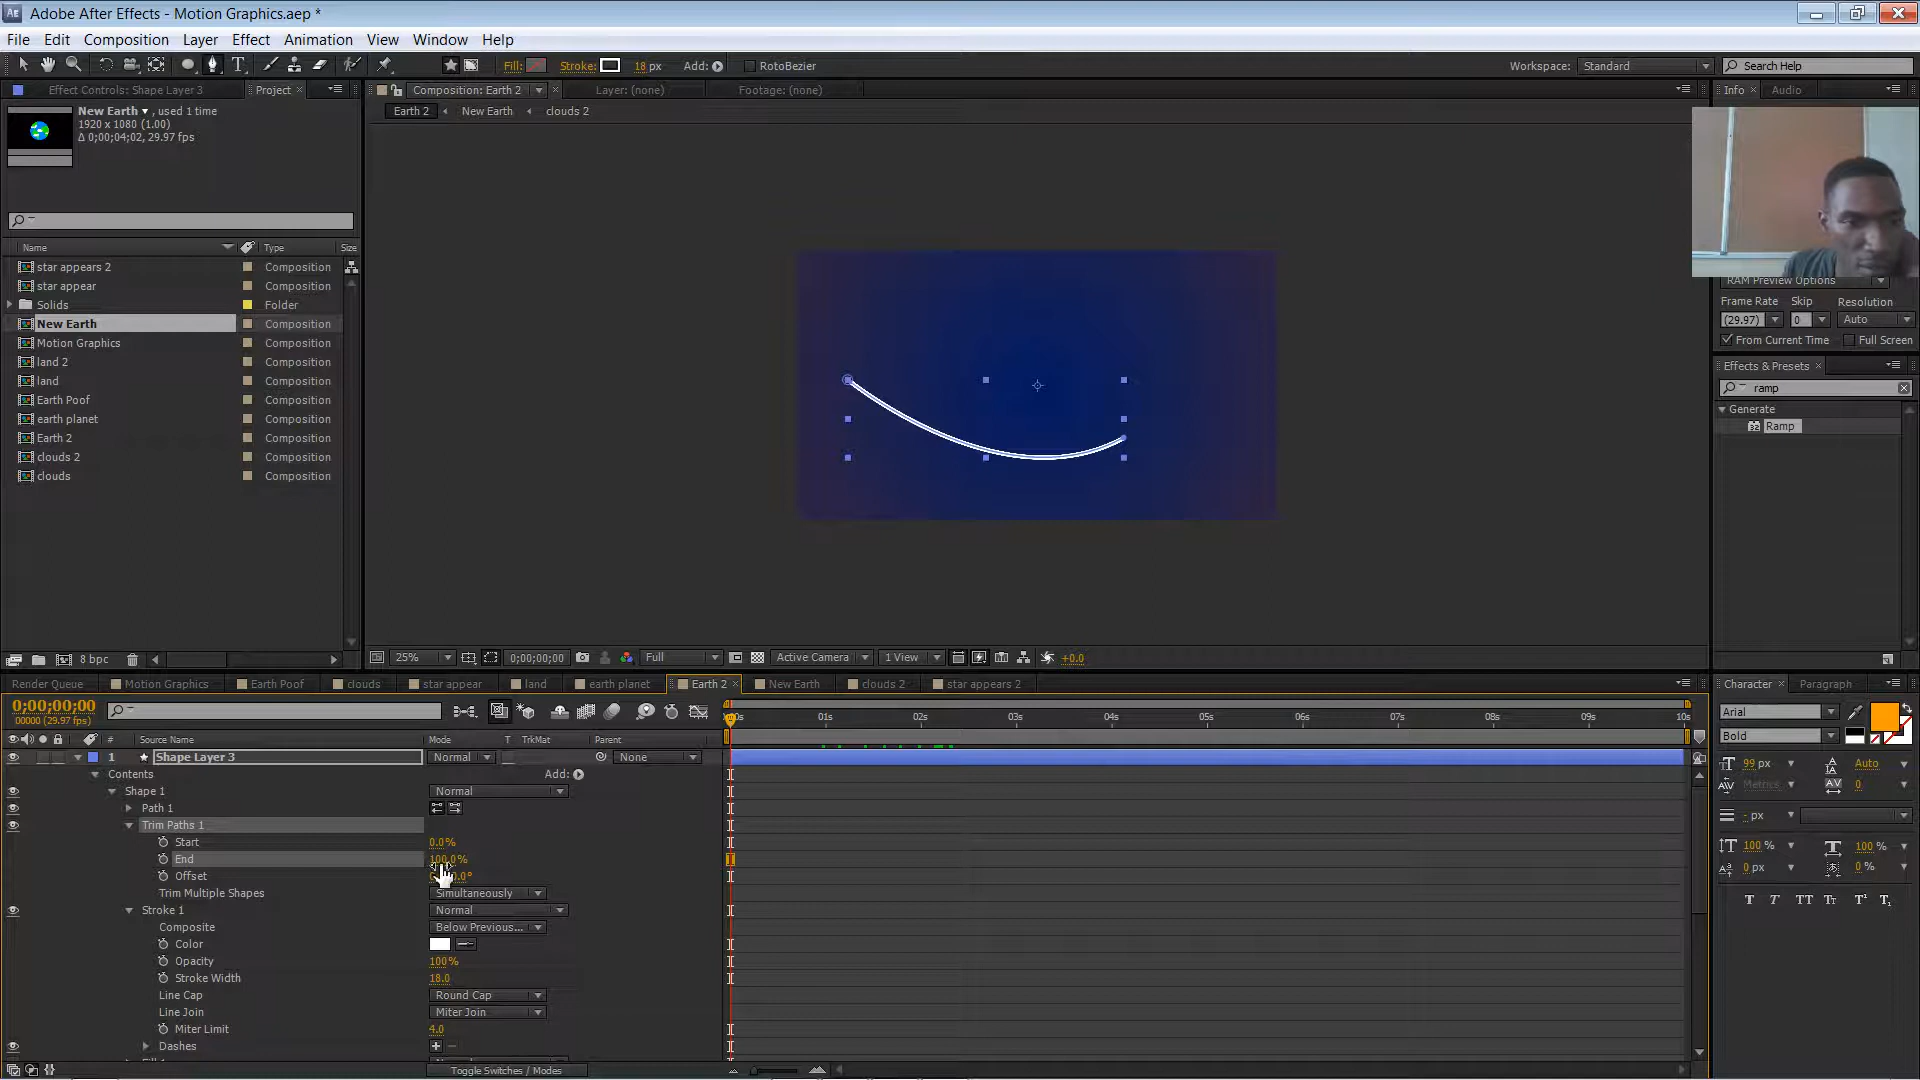 Adobe After Effects - Motion Graphics.aep *
File Edit Composition Layer Effect Animation View Window Help
Fill: Stroke: 18 px Add: RotoBezier Workspace: Standard Search Help
Effect Controls: Shape Layer 3 Project Composition: Earth 2 Layer: (none) Footage: (none) Info Audio
Earth 2 New Earth clouds 2
New Earth , used 1 time
1920 x 1080 (1.00)
Δ 0;00;04;02, 29.97 fps
Name Type Size
star appears 2 Composition
star appear Composition
Solids Folder
New Earth Composition
Motion Graphics Composition
land 2 Composition
land Composition
Earth Poof Composition
earth planet Composition
Earth 2 Composition
clouds 2 Composition
clouds Composition
RAM Preview Options
Frame Rate Skip Resolution
(29.97) 0 Auto
From Current Time Full Screen
Effects & Presets
ramp
Generate
32 Ramp
8 bpc
25% 0;00;00;00 Full Active Camera 1 View +0.0
Render Queue Motion Graphics Earth Poof clouds star appear land earth planet Earth 2 New Earth clouds 2 star appears 2
0;00;00;00
00000 (29.97 fps)
01s 02s 03s 04s 05s 06s 07s 08s 09s 10s
# Source Name Mode T TrkMat Parent
1 Shape Layer 3 Normal None
Contents Add:
Shape 1 Normal
Path 1
Trim Paths 1
Start 0.0%
End 100.0%
Offset
Trim Multiple Shapes Simultaneously
Stroke 1 Normal
Composite Below Previous...
Color
Opacity 100%
Stroke Width 18.0
Line Cap Round Cap
Line Join Miter Join
Miter Limit 4.0
Dashes
Toggle Switches / Modes
Character Paragraph
Arial
Bold
99 px Auto
Metrics 0
- px
100 % 100 %
0 px 0 %
T T TT Tt T¹ T₁